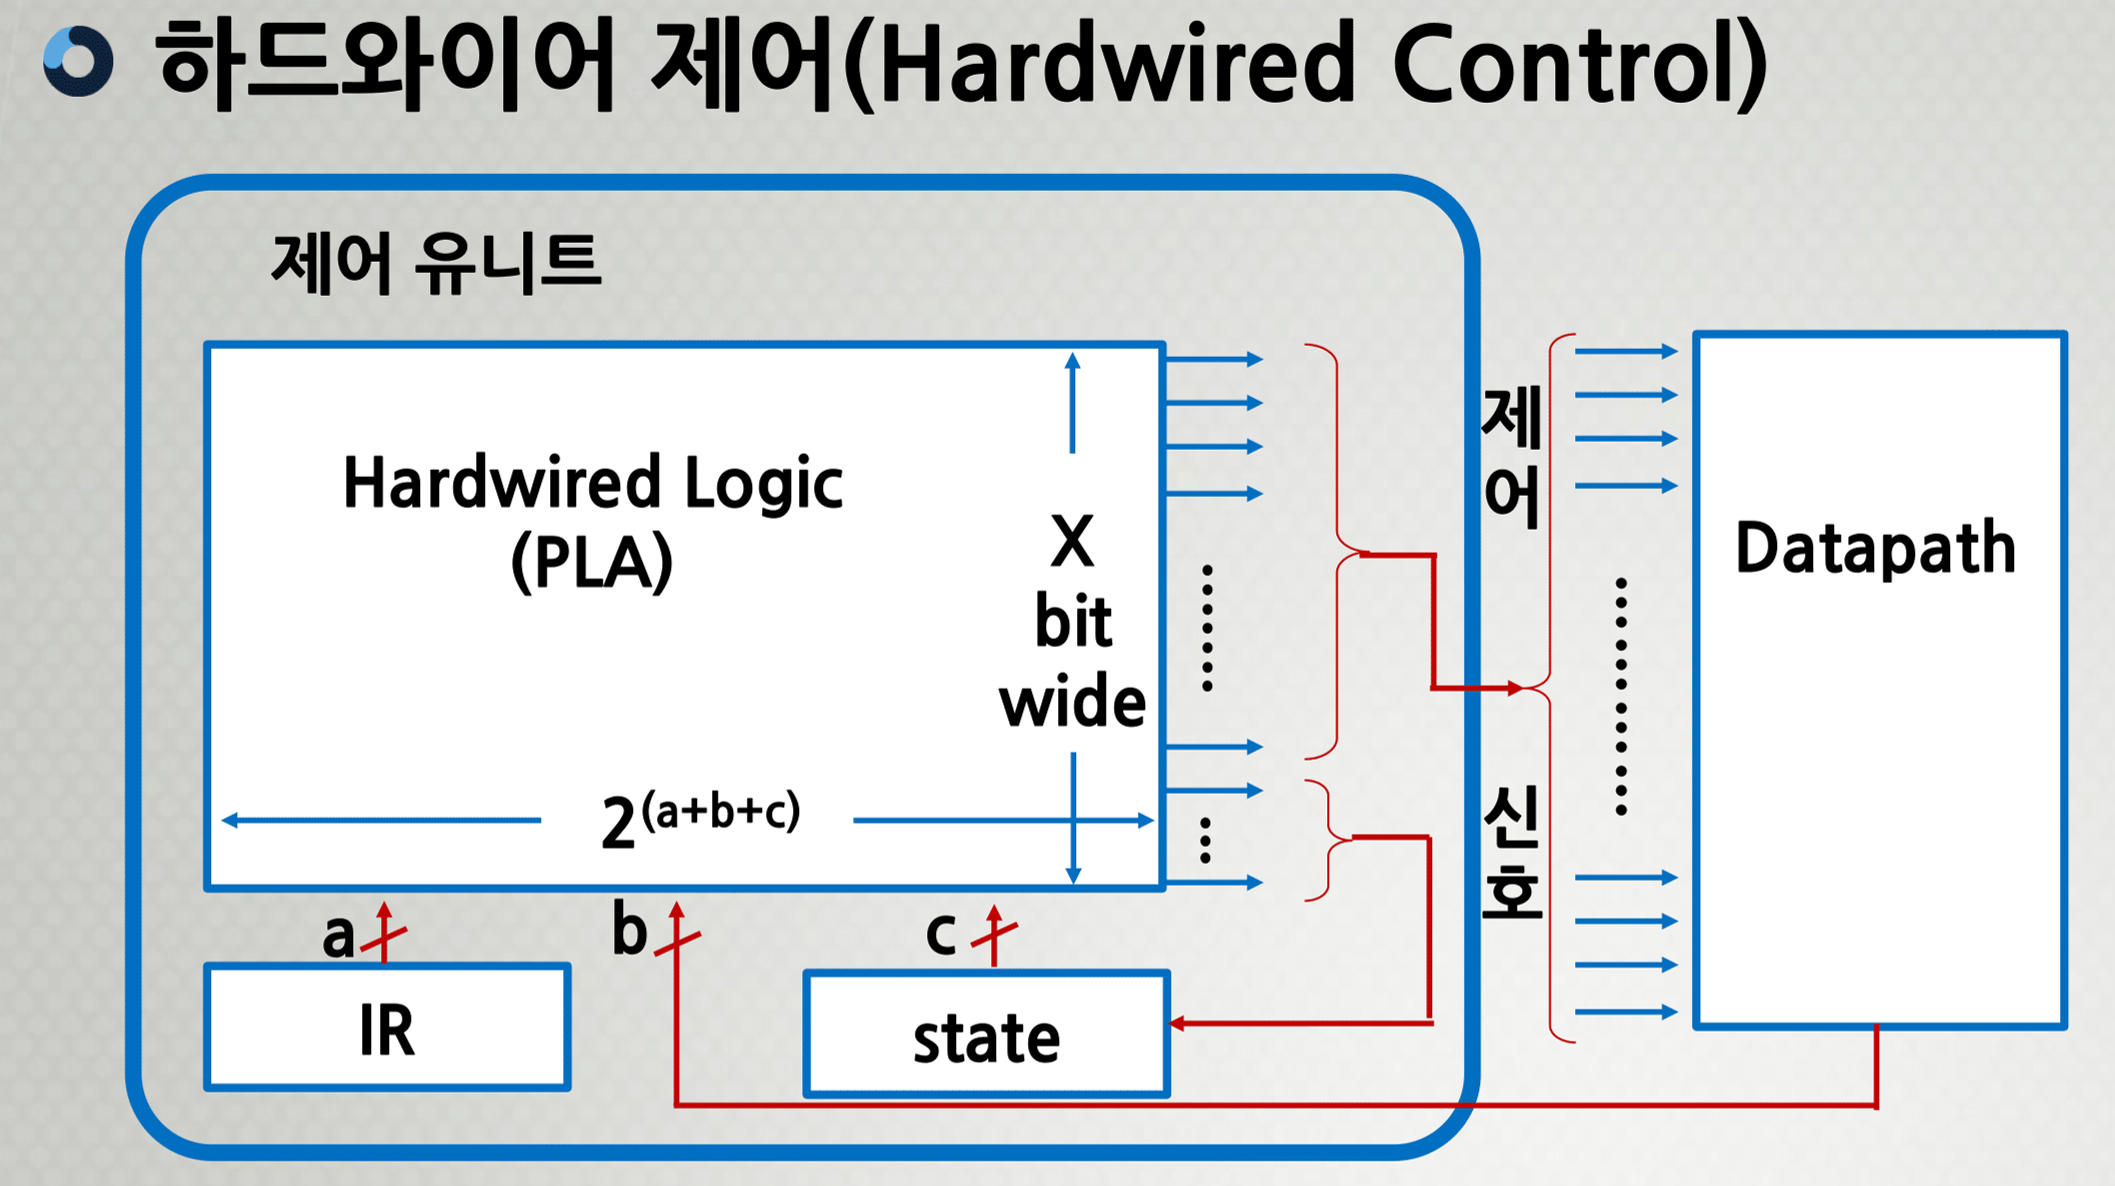 하드와이어 제어(Hardwired Control)
제어 유니트
Hardwired Logic
(PLA)
X
bit
wide
2(a+b+c)
a
b
c
IR
state
제
어
신
호
Datapath